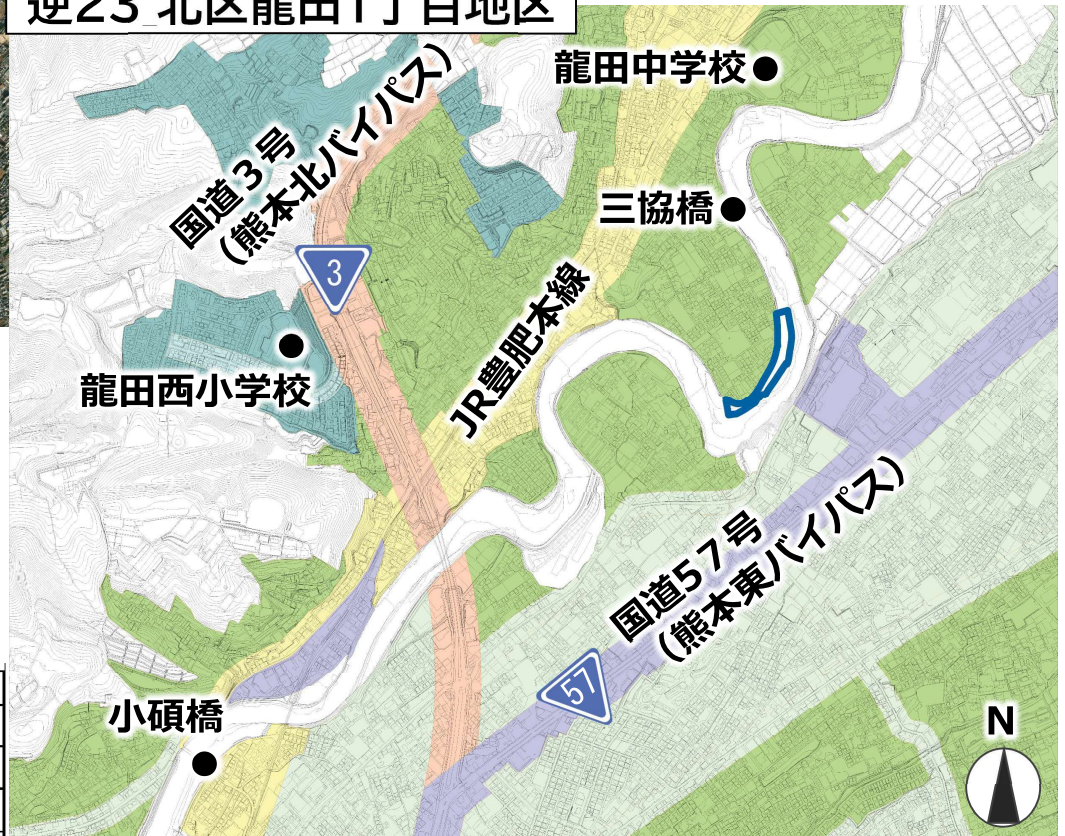 逆23_北区龍田1丁目地区
龍田中学校
国道3号
(熊本北バイパス)
三協橋
3
JR豊肥本線
龍田西小学校
国道57号
(熊本東バイパス)
57
小碩橋
N